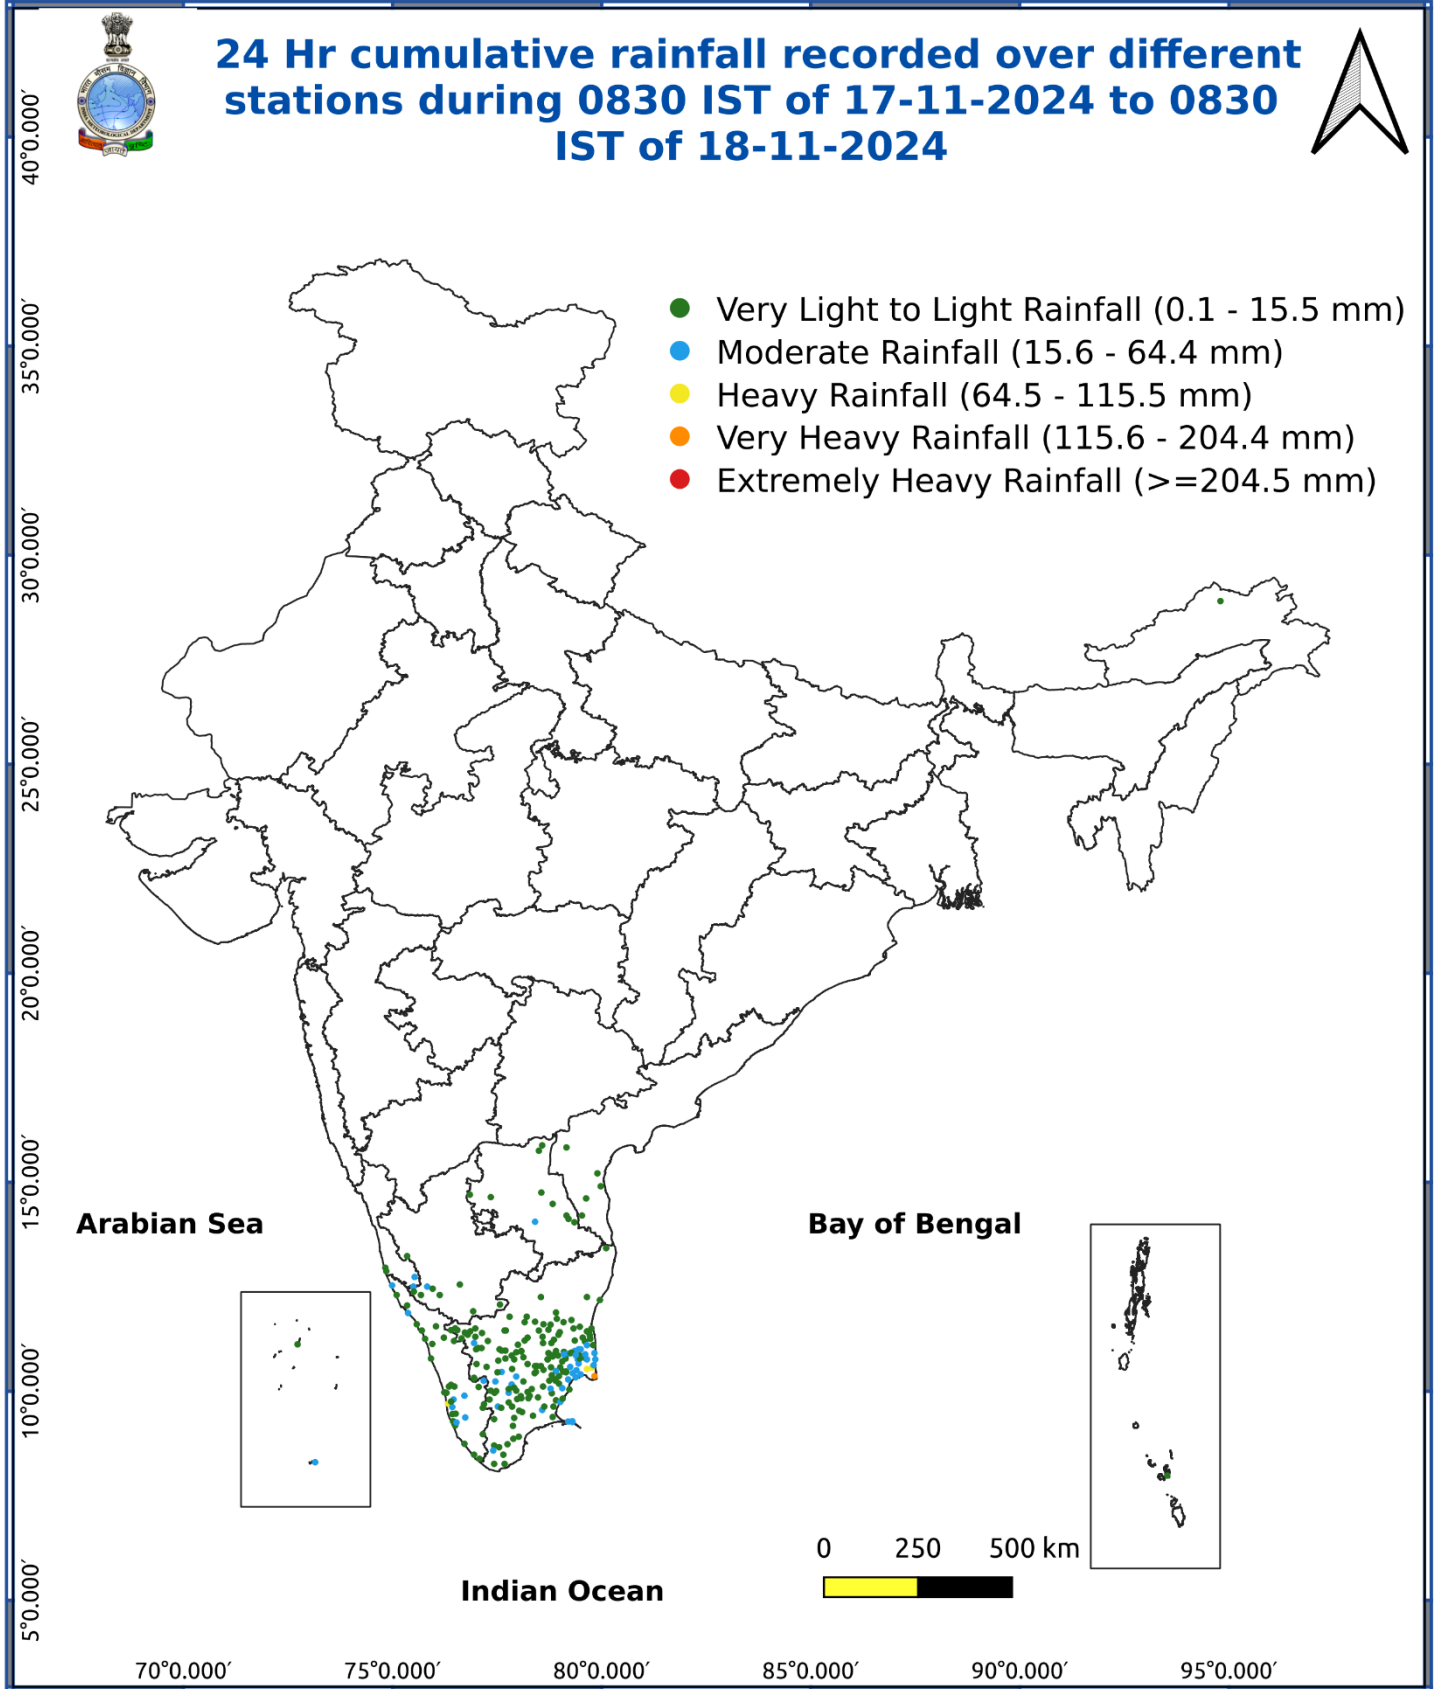 24 Hr cumulative rainfall recorded over different
stations during 0830 IST of 17-11-2024 to 0830
IST of 18-11-2024
Very Light to Light Rainfall (0.1 - 15.5 mm)
Moderate Rainfall (15.6 - 64.4 mm)
Heavy Rainfall (64.5 - 115.5 mm)
Very Heavy Rainfall (115.6 - 204.4 mm)
Extremely Heavy Rainfall (>=204.5 mm)
40°0.000′
35°0.000′
30°0.000′
25°0.000′
20°0.000′
15°0.000′
10°0.000′
5°0.000′
Arabian Sea
Bay of Bengal
Indian Ocean
0 250 500 km
70°0.000′ 75°0.000′ 80°0.000′ 85°0.000′ 90°0.000′ 95°0.000′